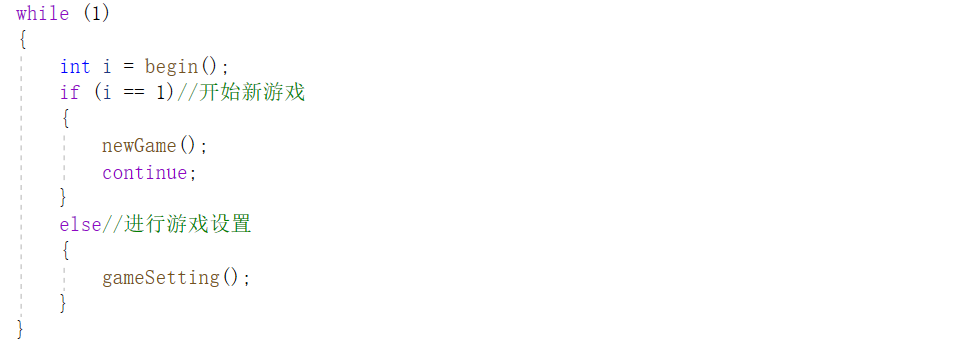 while (1)
{
    int i = begin();
    if (i == 1)//开始新游戏
    {
        newGame();
        continue;
    }
    else//进行游戏设置
    {
        gameSetting();
    }
}